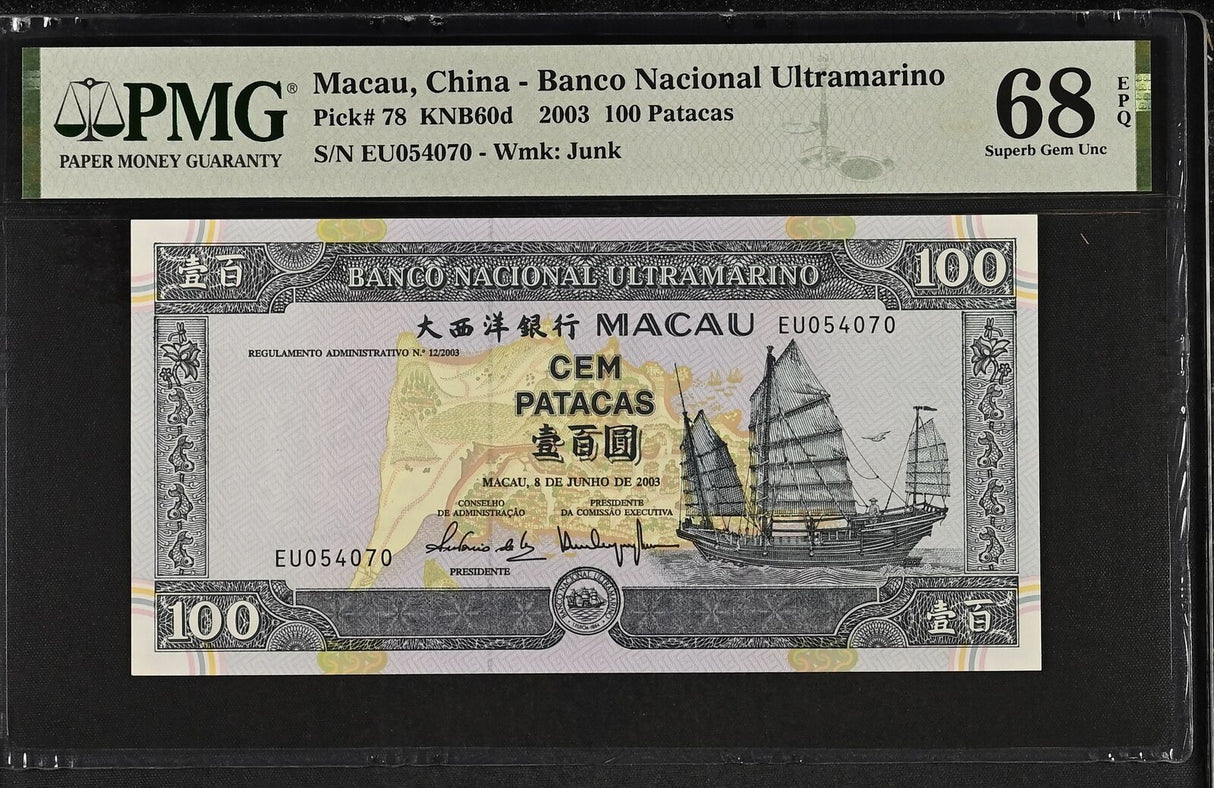 PMG®
PAPER MONEY GUARANTY
Macau, China - Banco Nacional Ultramarino
Pick# 78 KNB60d 2003 100 Patacas
S/N EU054070 - Wmk: Junk
68 EPQ
Superb Gem Unc
壹百
BANCO NACIONAL ULTRAMARINO
100
大西洋銀行 MACAU EU054070
REGULAMENTO ADMINISTRATIVO N.º 12/2003
CEM
PATACAS
壹百圓
MACAU, 8 DE JUNHO DE 2003
CONSELHO
DE ADMINISTRAÇÃO
PRESIDENTE
DA COMISSÃO EXECUTIVA
EU054070
PRESIDENTE
BANCO NACIONAL ULTRAMARINO
100
壹百